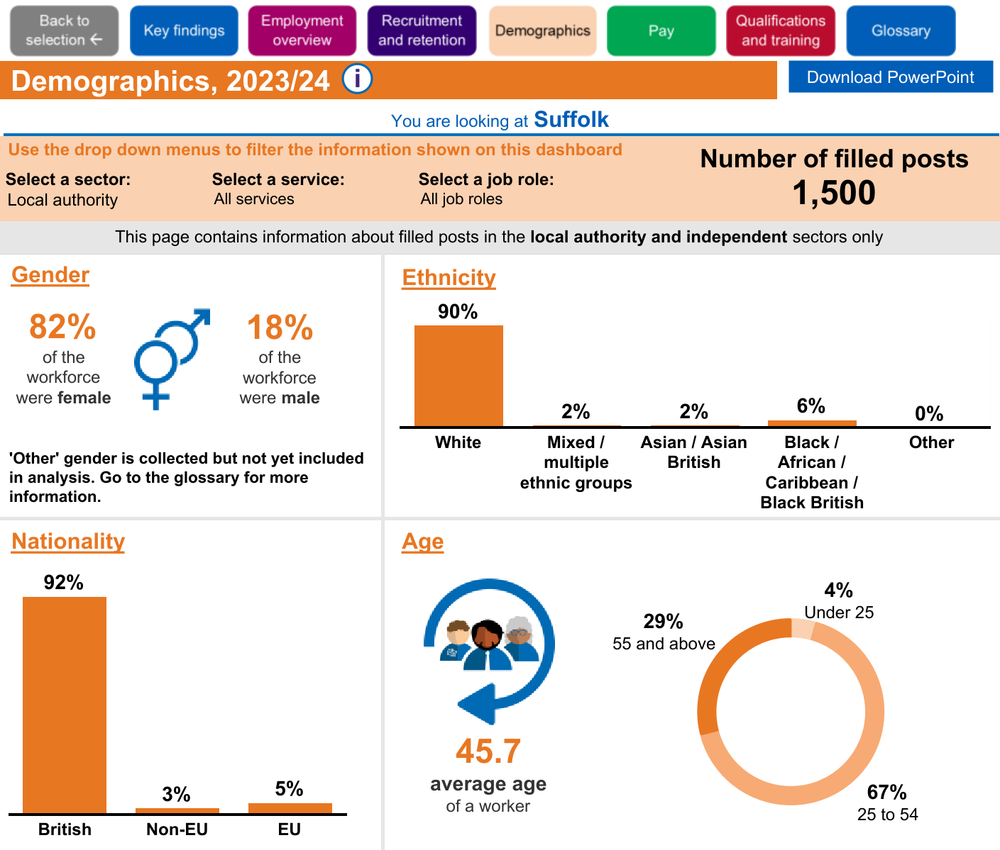 Back to
selection ←
Key findings
Employment
overview
Recruitment
and retention
Demographics
Pay
Qualifications
and training
Glossary
Demographics, 2023/24 i
Download PowerPoint
You are looking at Suffolk
Use the drop down menus to filter the information shown on this dashboard
Select a sector:
Local authority
Select a service:
All services
Select a job role:
All job roles
Number of filled posts
1,500
This page contains information about filled posts in the local authority and independent sectors only
Gender
82%
of the
workforce
were female
18%
of the
workforce
were male
'Other' gender is collected but not yet included
in analysis. Go to the glossary for more
information.
Ethnicity
90%
2%
2%
6%
0%
White
Mixed /
multiple
ethnic groups
Asian / Asian
British
Black /
African /
Caribbean /
Black British
Other
Nationality
92%
3%
5%
British
Non-EU
EU
Age
45.7
average age
of a worker
4%
Under 25
29%
55 and above
67%
25 to 54